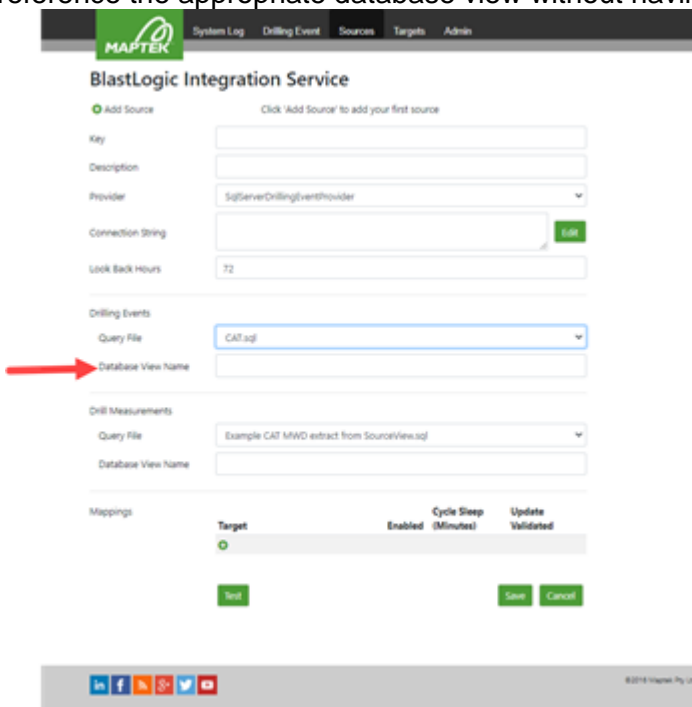 reference the appropriate database view without havin
MAPTEK
System Log Drilling Event Sources Targets Admin
BlastLogic Integration Service
Add Source Click 'Add Source' to add your first source
Key
Description
Provider SqlServerDrillingEventProvider
Connection String Edit
Look Back Hours 72
Drilling Events
Query File CAT.sql
Database View Name
Drill Measurements
Query File Example CAT MWD extract from SourceView.sql
Database View Name
Mappings Target Enabled Cycle Sleep (Minutes) Update Validated
Test Save Cancel
©2016 Maptek Pty